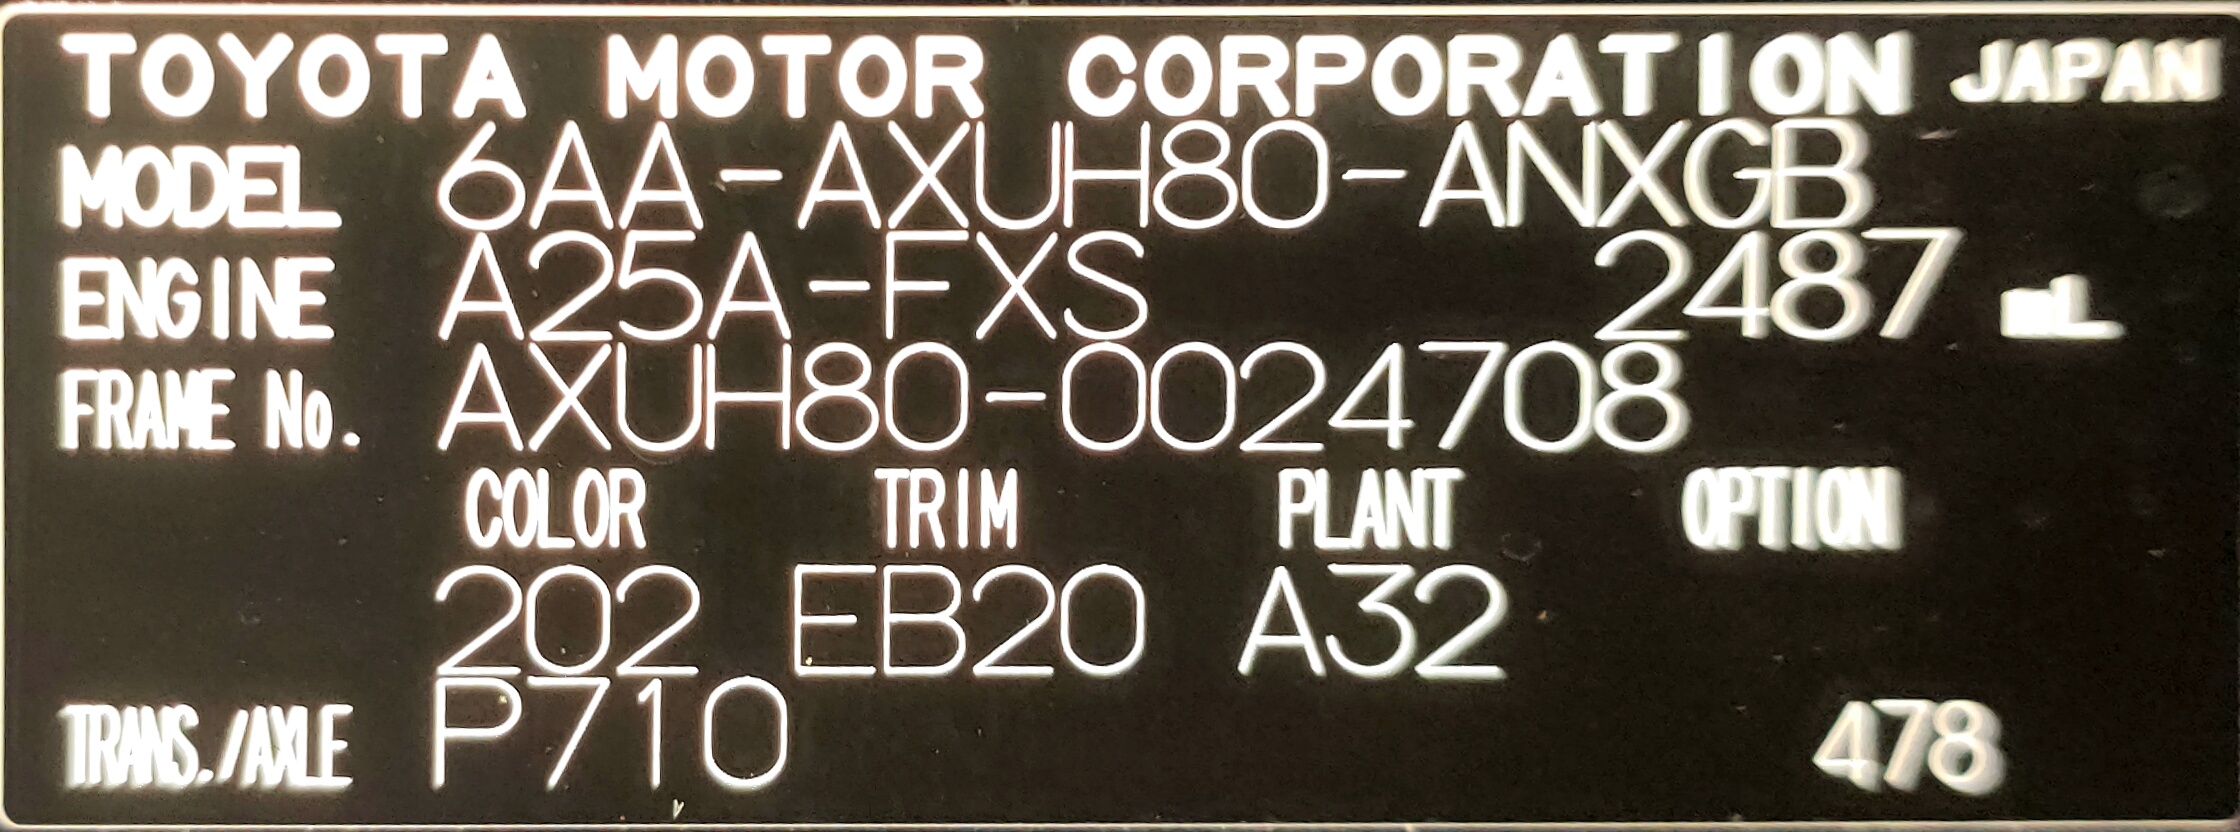 TOYOTA MOTOR CORPORATION JAPAN
MODEL 6AA-AXUH80-ANXGB
ENGINE A25A-FXS 2487 mL
FRAME No. AXUH80-0024708
COLOR TRIM PLANT OPTION
202 EB20 A32
TRANS./AXLE P710 478